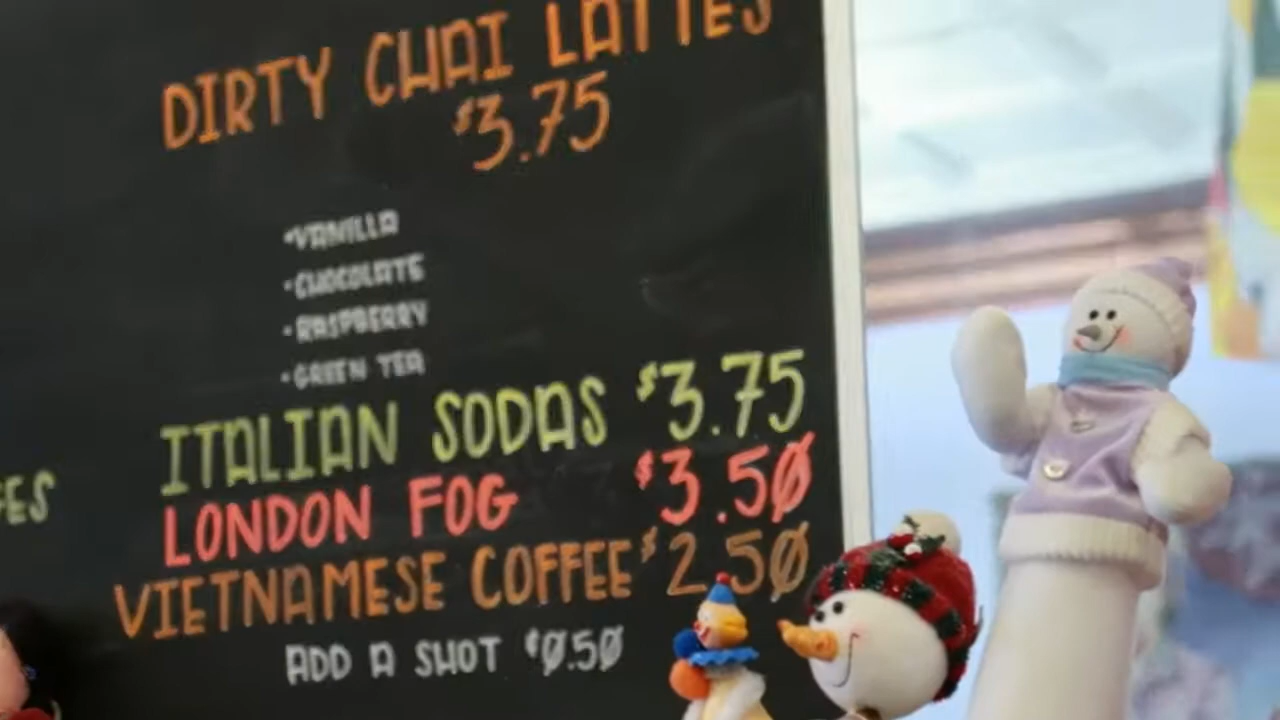 DIRTY CHAI LATTES
$3.75
•VANILLA
•CHOCOLATE
•RASPBERRY
•GREEN TEA
ITALIAN SODAS $3.75
LONDON FOG $3.50
VIETNAMESE COFFEE $2.50
ADD A SHOT $0.50